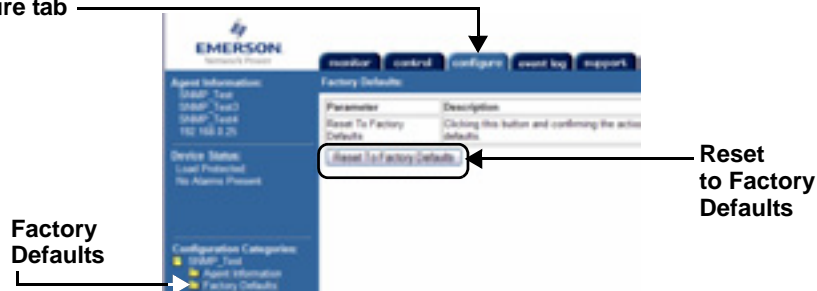 ure tab
EMERSON
Network Power
monitor control configure event log support
Agent Information:
SNMP_Test
SNMP_Test3
SNMP_Test4
192.168.0.25
Factory Defaults:
Parameter Description
Reset To Factory Defaults
Clicking this button and confirming the action
defaults.
Reset To Factory Defaults
Device Status:
Load Protected
No Alarms Present
Reset
to Factory
Defaults
Factory
Defaults
Configuration Categories:
SNMP_Test
Agent Information
Factory Defaults